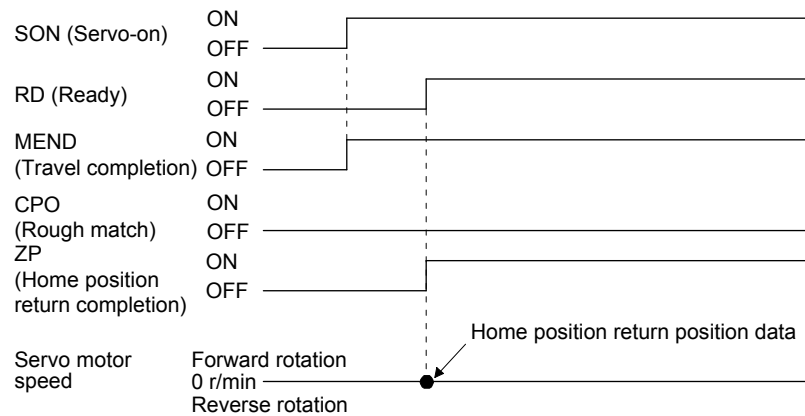 SON (Servo-on)
ON
OFF
RD (Ready)
ON
OFF
MEND
(Travel completion)
ON
OFF
CPO
(Rough match)
ON
OFF
ZP
(Home position
return completion)
ON
OFF
Home position return position data
Servo motor
speed
Forward rotation
0 r/min
Reverse rotation